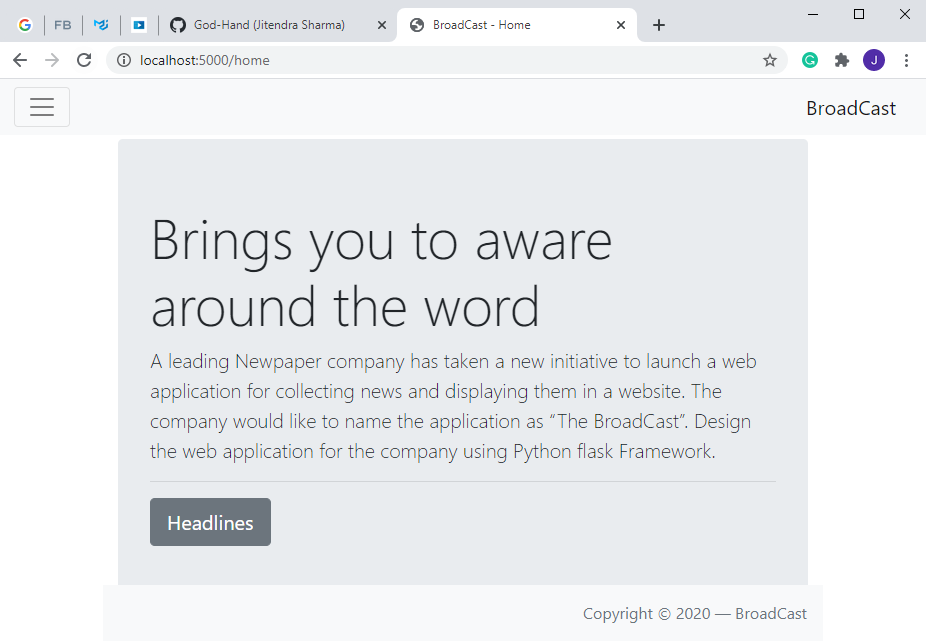 FB
God-Hand (Jitendra Sharma)
BroadCast - Home
localhost:5000/home
J
BroadCast
Brings you to aware
around the word
A leading Newpaper company has taken a new initiative to launch a web
application for collecting news and displaying them in a website. The
company would like to name the application as “The BroadCast”. Design
the web application for the company using Python flask Framework.
Headlines
Copyright © 2020 — BroadCast